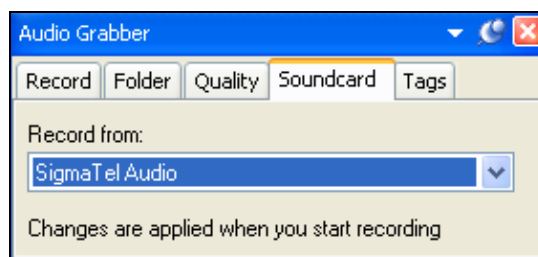 Audio Grabber
Record Folder Quality Soundcard Tags
Record from:
SigmaTel Audio
Changes are applied when you start recording